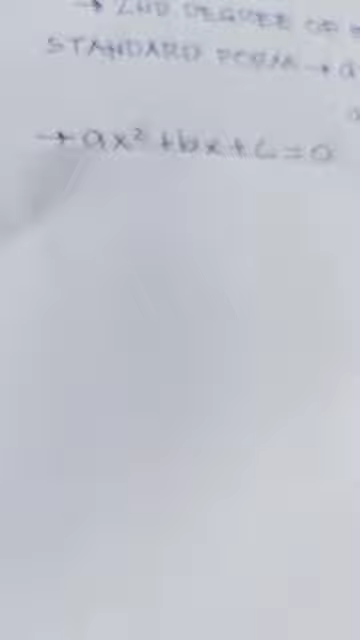 → 2ND DEGREE OF
STANDARD FORM → a
→ ax² + bx + c = 0